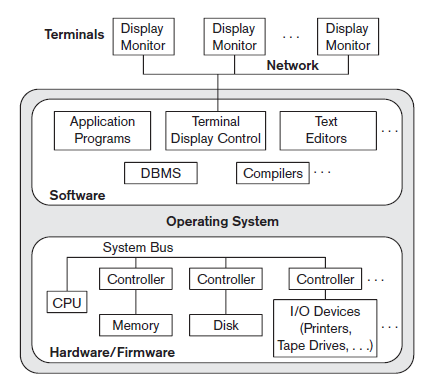 Terminals
Display
Monitor
Display
Monitor
. . .
Display
Monitor
Network
Application
Programs
Terminal
Display Control
Text
Editors
. . .
DBMS
Compilers
. . .
Software
Operating System
System Bus
Controller
Controller
Controller
. . .
CPU
Memory
Disk
I/O Devices
(Printers,
Tape Drives, . . .)
. . .
Hardware/Firmware